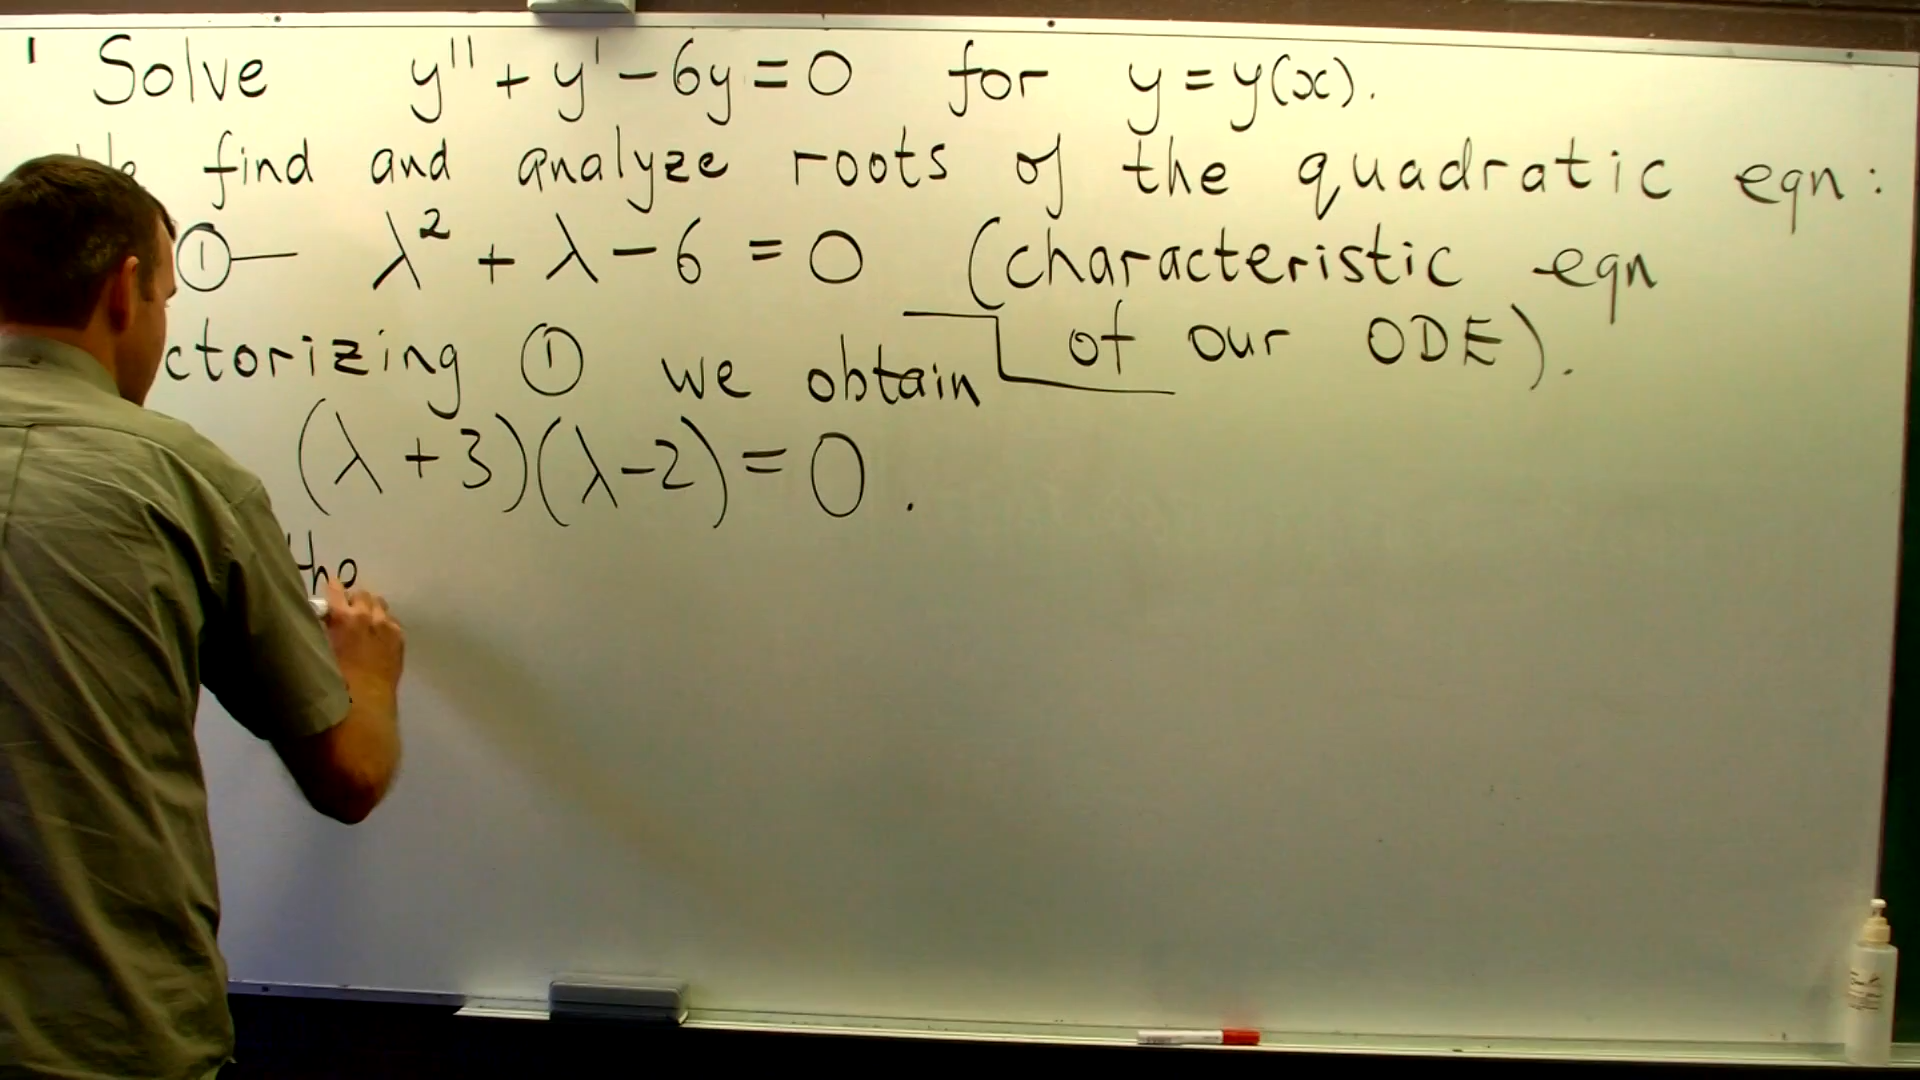 Solve y'' + y' - 6y = 0 for y = y(x).
find and analyze roots of the quadratic eqn:
① — λ² + λ - 6 = 0 (characteristic eqn
of our ODE).
ctorizing ① we obtain
(λ + 3)(λ - 2) = 0.